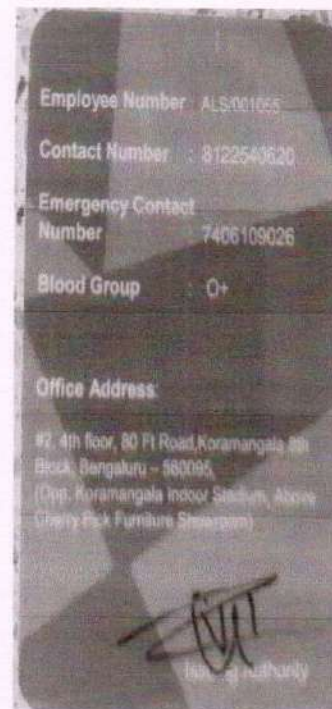 Employee Number : ALS/001055
Contact Number : 8122540620
Emergency Contact
Number : 7406109026
Blood Group : O+
Office Address:
#2, 4th floor, 80 Ft Road, Koramangala 8th
Block, Bengaluru – 560095,
(Opp. Koramangala Indoor Stadium, Above
Cherry Pick Furniture Showroom)
Issuing Authority